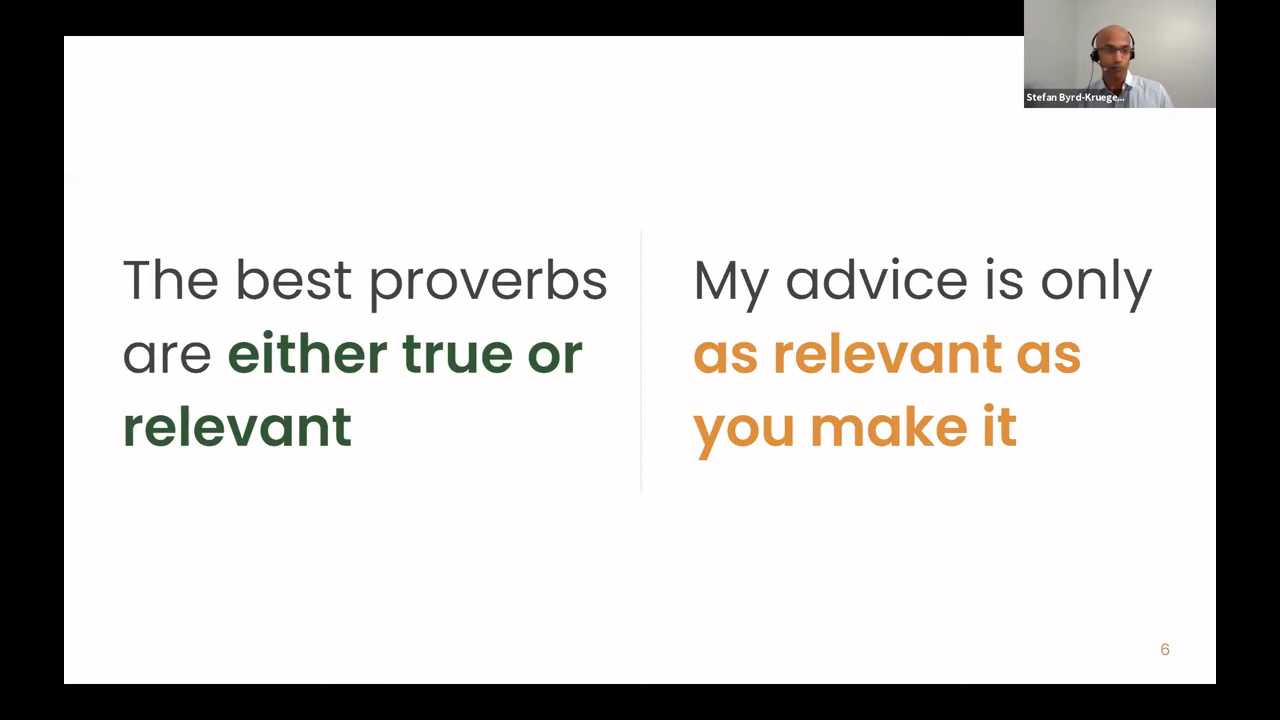 Stefan Byrd-Kruege...
The best proverbs
are either true or
relevant
My advice is only
as relevant as
you make it
6